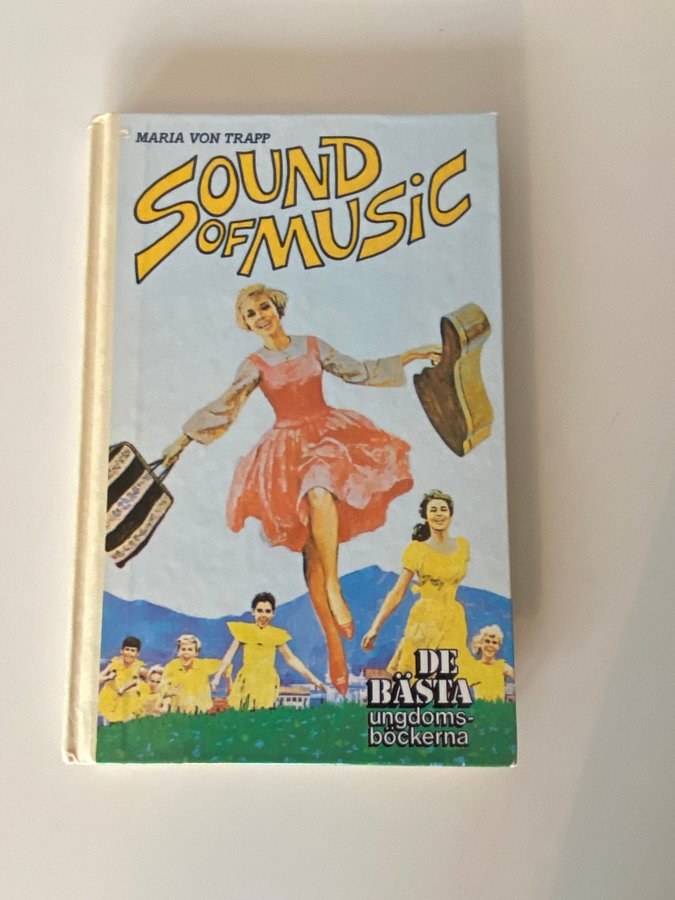 MARIA VON TRAPP
SOUND
OF MUSIC
DE
BÄSTA
ungdoms-
böckerna